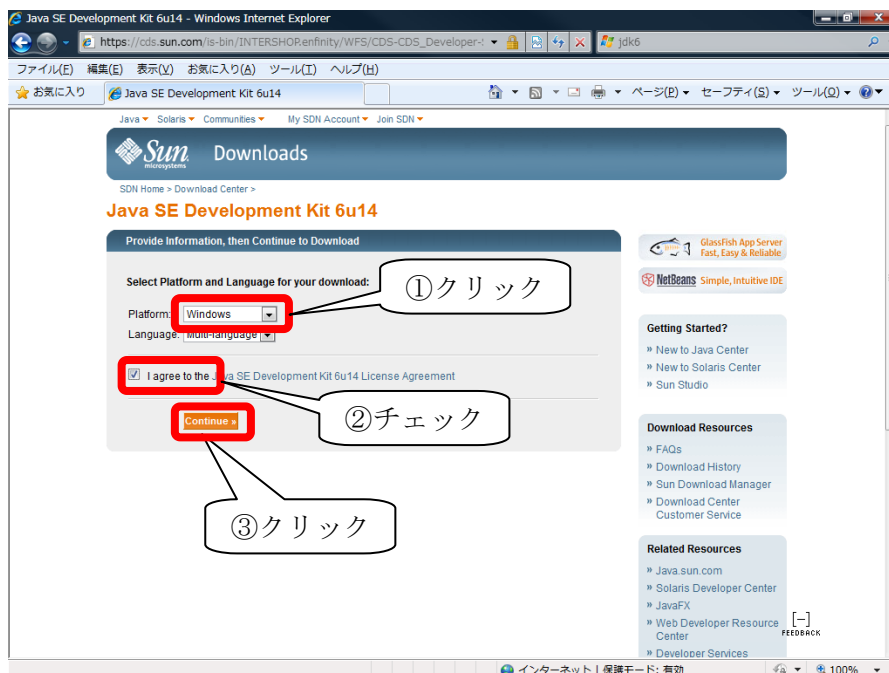 Java SE Development Kit 6u14 - Windows Internet Explorer
https://cds.sun.com/is-bin/INTERSHOP.enfinity/WFS/CDS-CDS_Developer-
jdk6
ファイル(F) 編集(E) 表示(V) お気に入り(A) ツール(T) ヘルプ(H)
お気に入り Java SE Development Kit 6u14 ページ(P) セーフティ(S) ツール(O)
Java Solaris Communities My SDN Account Join SDN
Sun microsystems Downloads
SDN Home > Download Center >
Java SE Development Kit 6u14
Provide Information, then Continue to Download
Select Platform and Language for your download:
①クリック
Platform: Windows
Language: Multi-language
I agree to the Java SE Development Kit 6u14 License Agreement
②チェック
Continue »
③クリック
GlassFish App Server
Fast, Easy & Reliable
NetBeans Simple, Intuitive IDE
Getting Started?
» New to Java Center
» New to Solaris Center
» Sun Studio
Download Resources
» FAQs
» Download History
» Sun Download Manager
» Download Center
Customer Service
Related Resources
» Java.sun.com
» Solaris Developer Center
» JavaFX
» Web Developer Resource
Center
» Developer Services
[–]
FEEDBACK
インターネット | 保護モード: 有効 100%